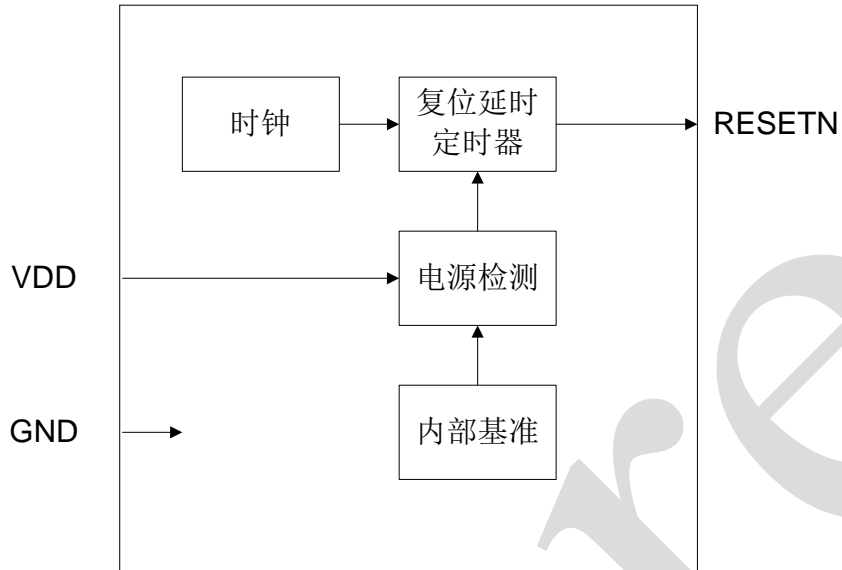 时钟
复位延时
定时器
RESETN
VDD
电源检测
GND
内部基准
re